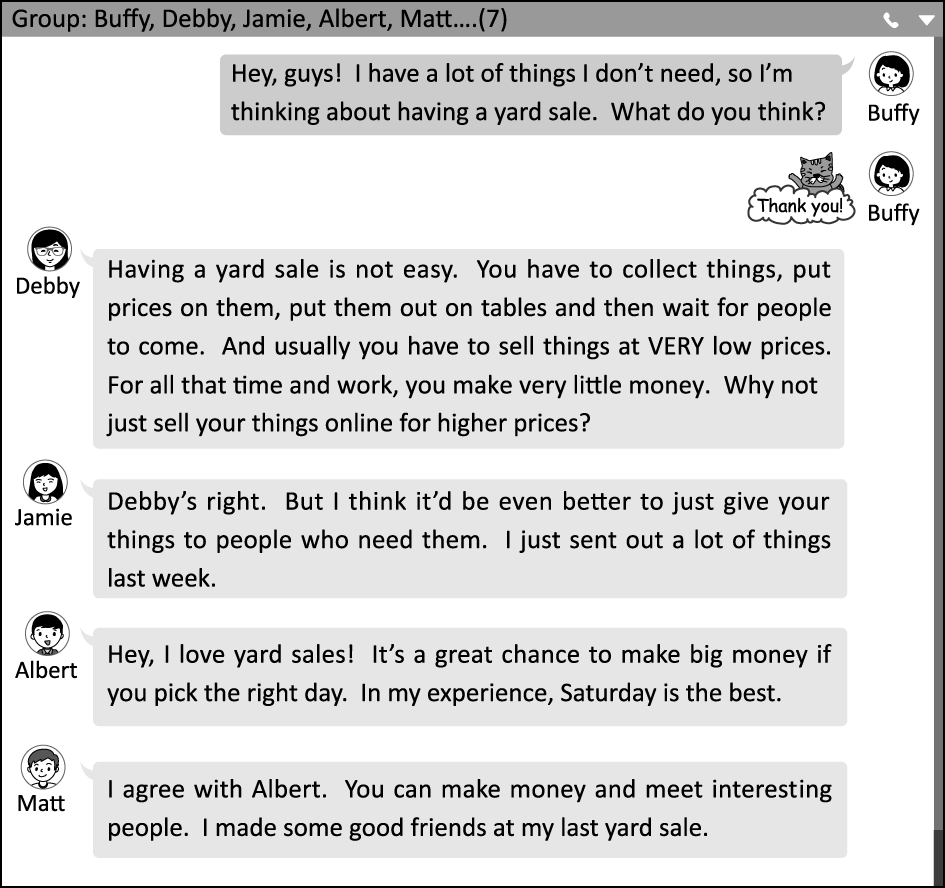 Group: Buffy, Debby, Jamie, Albert, Matt....(7)
Hey, guys!  I have a lot of things I don’t need, so I’m
thinking about having a yard sale.  What do you think?
Buffy
Thank you!
Buffy
Debby
Having a yard sale is not easy.  You have to collect things, put
prices on them, put them out on tables and then wait for people
to come.  And usually you have to sell things at VERY low prices.
For all that time and work, you make very little money.  Why not
just sell your things online for higher prices?
Jamie
Debby’s right.  But I think it’d be even better to just give your
things to people who need them.  I just sent out a lot of things
last week.
Albert
Hey, I love yard sales!  It’s a great chance to make big money if
you pick the right day.  In my experience, Saturday is the best.
Matt
I agree with Albert.  You can make money and meet interesting
people.  I made some good friends at my last yard sale.